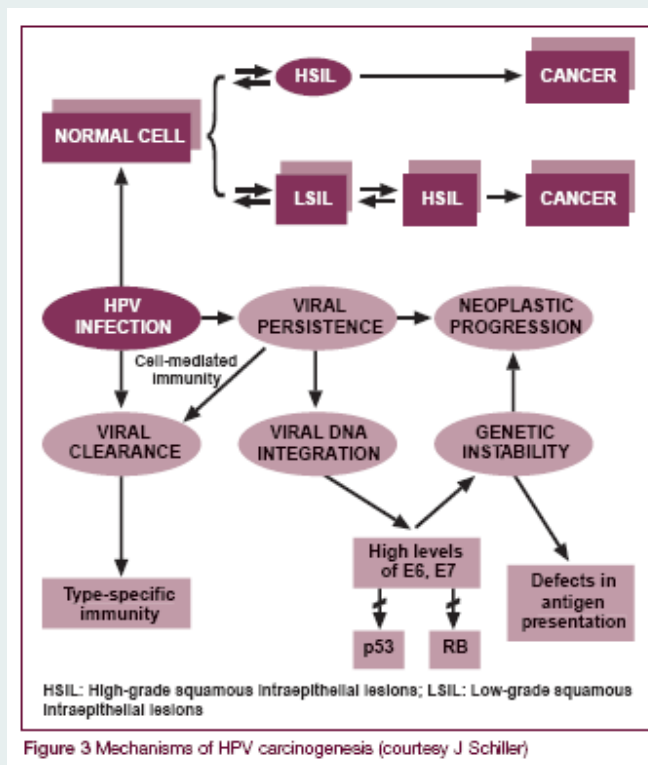 HSIL
CANCER
NORMAL CELL
LSIL
HSIL
CANCER
HPV
INFECTION
VIRAL
PERSISTENCE
NEOPLASTIC
PROGRESSION
Cell-mediated
immunity
VIRAL
CLEARANCE
VIRAL DNA
INTEGRATION
GENETIC
INSTABILITY
High levels
of E6, E7
Type-specific
immunity
Defects in
antigen
presentation
p53
RB
HSIL: High-grade squamous intraepithelial lesions; LSIL: Low-grade squamous
intraepithelial lesions
Figure 3 Mechanisms of HPV carcinogenesis (courtesy J Schiller)